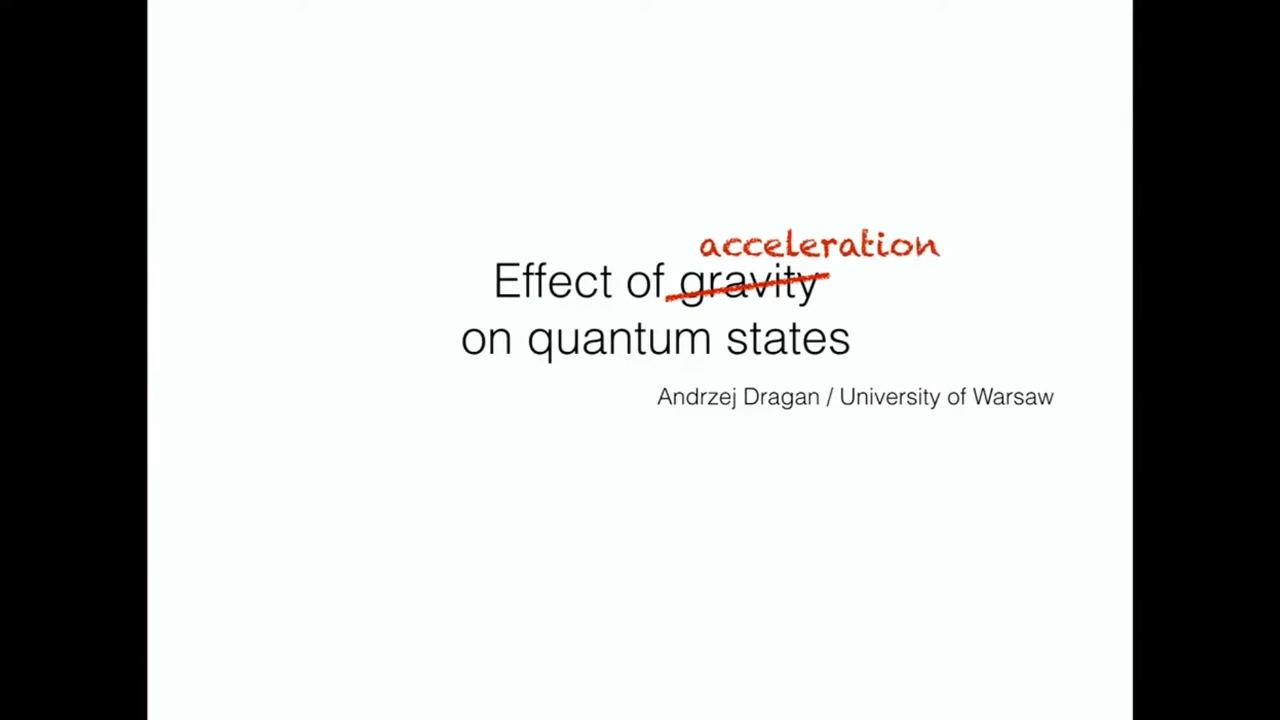 acceleration
Effect of gravity
on quantum states
Andrzej Dragan / University of Warsaw